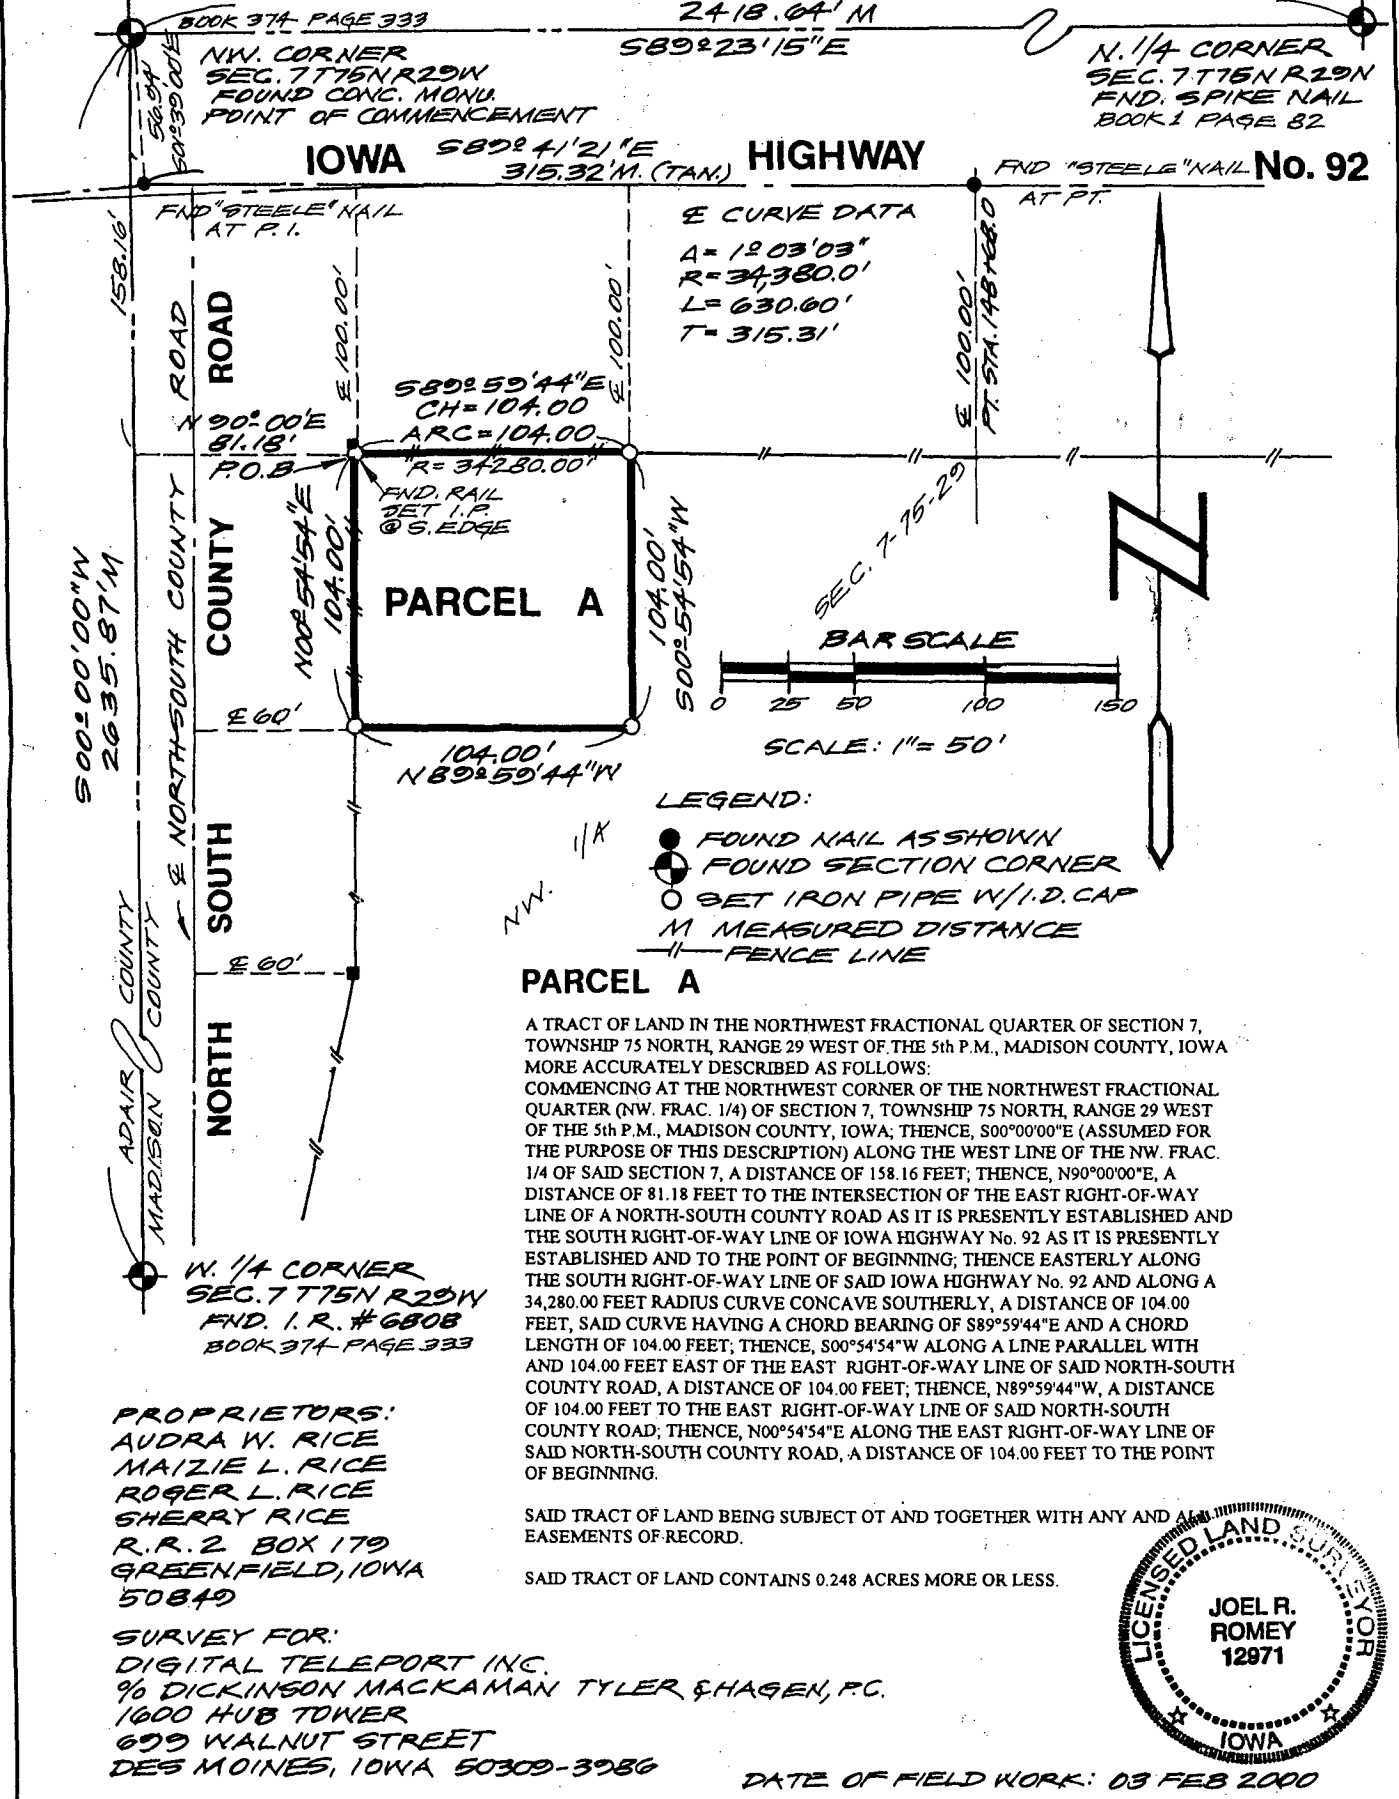 BOOK 374 PAGE 333
2418.64' M
S89º23'15"E
NW. CORNER
SEC. 7 T75N R29W
FOUND CONC. MONU.
POINT OF COMMENCEMENT
N. 1/4 CORNER
SEC. 7 T75N R29N
FND. SPIKE NAIL
BOOK 1 PAGE 82
56.94'
S01º39'00"E
IOWA
S89º41'21"E
315.32'M. (TAN.)
HIGHWAY
FND "STEELE" NAIL
AT PT.
No. 92
FND "STEELE" NAIL
AT P.I.
158.16'
℄ 100.00'
℄ 100.00'
℄ CURVE DATA
Δ= 1º03'03"
R= 34,380.0'
L= 630.60'
T= 315.31'
℄ 100.00'
PT. STA. 148+68.0
S89º59'44"E
CH=104.00
ARC=104.00
R= 34280.00'
N 90º00'E
81.18'
P.O.B
FND. RAIL
SET I.P.
@ S. EDGE
N00º54'54"E
104.00'
PARCEL A
104.00'
S00º54'54"W
SEC. 7-75-29
S00º00'00"W
2635.87'M
℄ NORTH-SOUTH COUNTY ROAD
NORTH SOUTH COUNTY ROAD
BAR SCALE
0 25 50 100 150
SCALE: 1"= 50'
℄ 60'
104.00'
N89º59'44"W
NW. 1/4
LEGEND:
FOUND NAIL AS SHOWN
FOUND SECTION CORNER
SET IRON PIPE W/I.D. CAP
M MEASURED DISTANCE
FENCE LINE
℄ 60'
ADAIR COUNTY
MADISON COUNTY
PARCEL A
A TRACT OF LAND IN THE NORTHWEST FRACTIONAL QUARTER OF SECTION 7,
TOWNSHIP 75 NORTH, RANGE 29 WEST OF THE 5th P.M., MADISON COUNTY, IOWA
MORE ACCURATELY DESCRIBED AS FOLLOWS:
COMMENCING AT THE NORTHWEST CORNER OF THE NORTHWEST FRACTIONAL
QUARTER (NW. FRAC. 1/4) OF SECTION 7, TOWNSHIP 75 NORTH, RANGE 29 WEST
OF THE 5th P.M., MADISON COUNTY, IOWA; THENCE, S00°00'00"E (ASSUMED FOR
THE PURPOSE OF THIS DESCRIPTION) ALONG THE WEST LINE OF THE NW. FRAC.
1/4 OF SAID SECTION 7, A DISTANCE OF 158.16 FEET; THENCE, N90°00'00"E, A
DISTANCE OF 81.18 FEET TO THE INTERSECTION OF THE EAST RIGHT-OF-WAY
LINE OF A NORTH-SOUTH COUNTY ROAD AS IT IS PRESENTLY ESTABLISHED AND
THE SOUTH RIGHT-OF-WAY LINE OF IOWA HIGHWAY No. 92 AS IT IS PRESENTLY
ESTABLISHED AND TO THE POINT OF BEGINNING; THENCE EASTERLY ALONG
THE SOUTH RIGHT-OF-WAY LINE OF SAID IOWA HIGHWAY No. 92 AND ALONG A
34,280.00 FEET RADIUS CURVE CONCAVE SOUTHERLY, A DISTANCE OF 104.00
FEET, SAID CURVE HAVING A CHORD BEARING OF S89°59'44"E AND A CHORD
LENGTH OF 104.00 FEET; THENCE, S00°54'54"W ALONG A LINE PARALLEL WITH
AND 104.00 FEET EAST OF THE EAST RIGHT-OF-WAY LINE OF SAID NORTH-SOUTH
COUNTY ROAD, A DISTANCE OF 104.00 FEET; THENCE, N89°59'44"W, A DISTANCE
OF 104.00 FEET TO THE EAST RIGHT-OF-WAY LINE OF SAID NORTH-SOUTH
COUNTY ROAD; THENCE, N00°54'54"E ALONG THE EAST RIGHT-OF-WAY LINE OF
SAID NORTH-SOUTH COUNTY ROAD, A DISTANCE OF 104.00 FEET TO THE POINT
OF BEGINNING.
SAID TRACT OF LAND BEING SUBJECT OT AND TOGETHER WITH ANY AND ALL
EASEMENTS OF RECORD.
SAID TRACT OF LAND CONTAINS 0.248 ACRES MORE OR LESS.
W. 1/4 CORNER
SEC. 7 T75N R29W
FND. I.R. #6808
BOOK 374-PAGE 333
PROPRIETORS:
AUDRA W. RICE
MAIZIE L. RICE
ROGER L. RICE
SHERRY RICE
R.R. 2 BOX 179
GREENFIELD, IOWA
50849
SURVEY FOR:
DIGITAL TELEPORT INC.
% DICKINSON MACKAMAN TYLER & HAGEN, P.C.
1600 HUB TOWER
699 WALNUT STREET
DES MOINES, IOWA 50309-3986
LICENSED LAND SURVEYOR
JOEL R.
ROMEY
12971
IOWA
DATE OF FIELD WORK: 03 FEB 2000